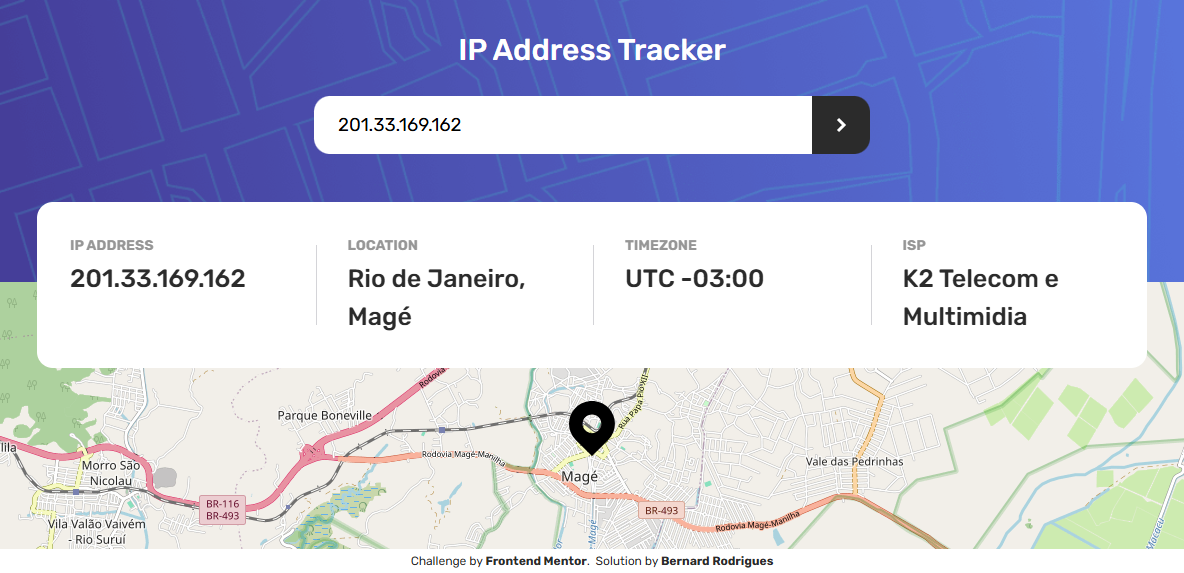 IP Address Tracker
201.33.169.162
IP ADDRESS
201.33.169.162
LOCATION
Rio de Janeiro,
Magé
TIMEZONE
UTC -03:00
ISP
K2 Telecom e
Multimidia
Rodovia
Rua Papa Pio XII
Parque Boneville
Rodovia Magé-Manilha
Vale das Pedrinhas
Morro São
Nicolau
Magé
BR-116
BR-493
BR-493
Rodovia Magé-Manilha
Vila Valão Vaivém
- Rio Suruí
Magé
Macacu
Challenge by Frontend Mentor. Solution by Bernard Rodrigues